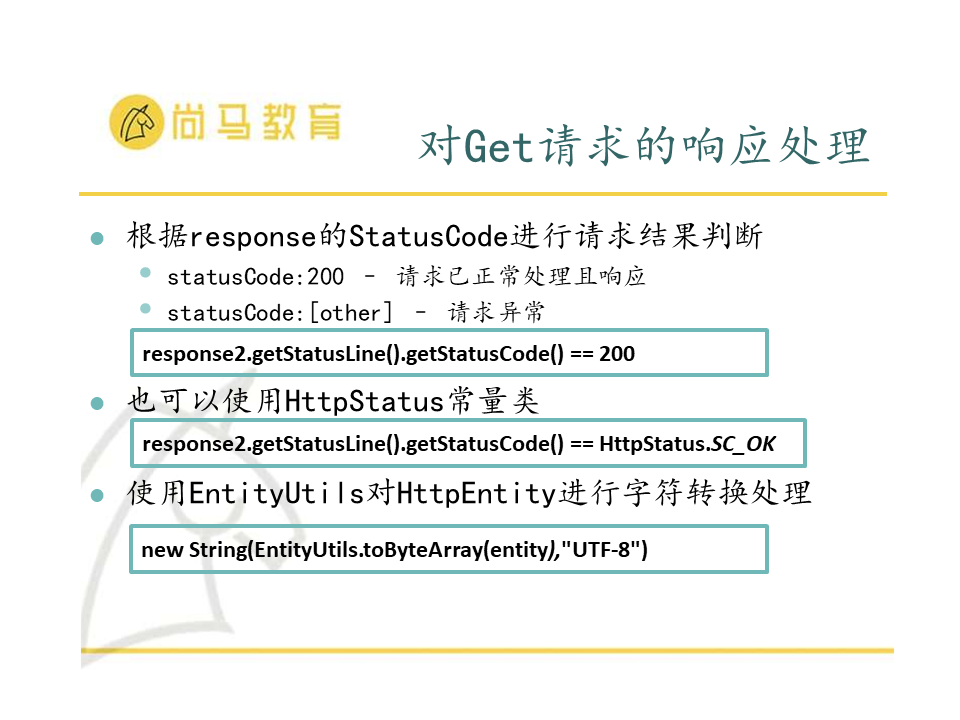 尚马教育
对Get请求的响应处理
根据response的StatusCode进行请求结果判断
statusCode:200 – 请求已正常处理且响应
statusCode:[other] – 请求异常
response2.getStatusLine().getStatusCode() == 200
也可以使用HttpStatus常量类
response2.getStatusLine().getStatusCode() == HttpStatus.SC_OK
使用EntityUtils对HttpEntity进行字符转换处理
new String(EntityUtils.toByteArray(entity),"UTF-8")